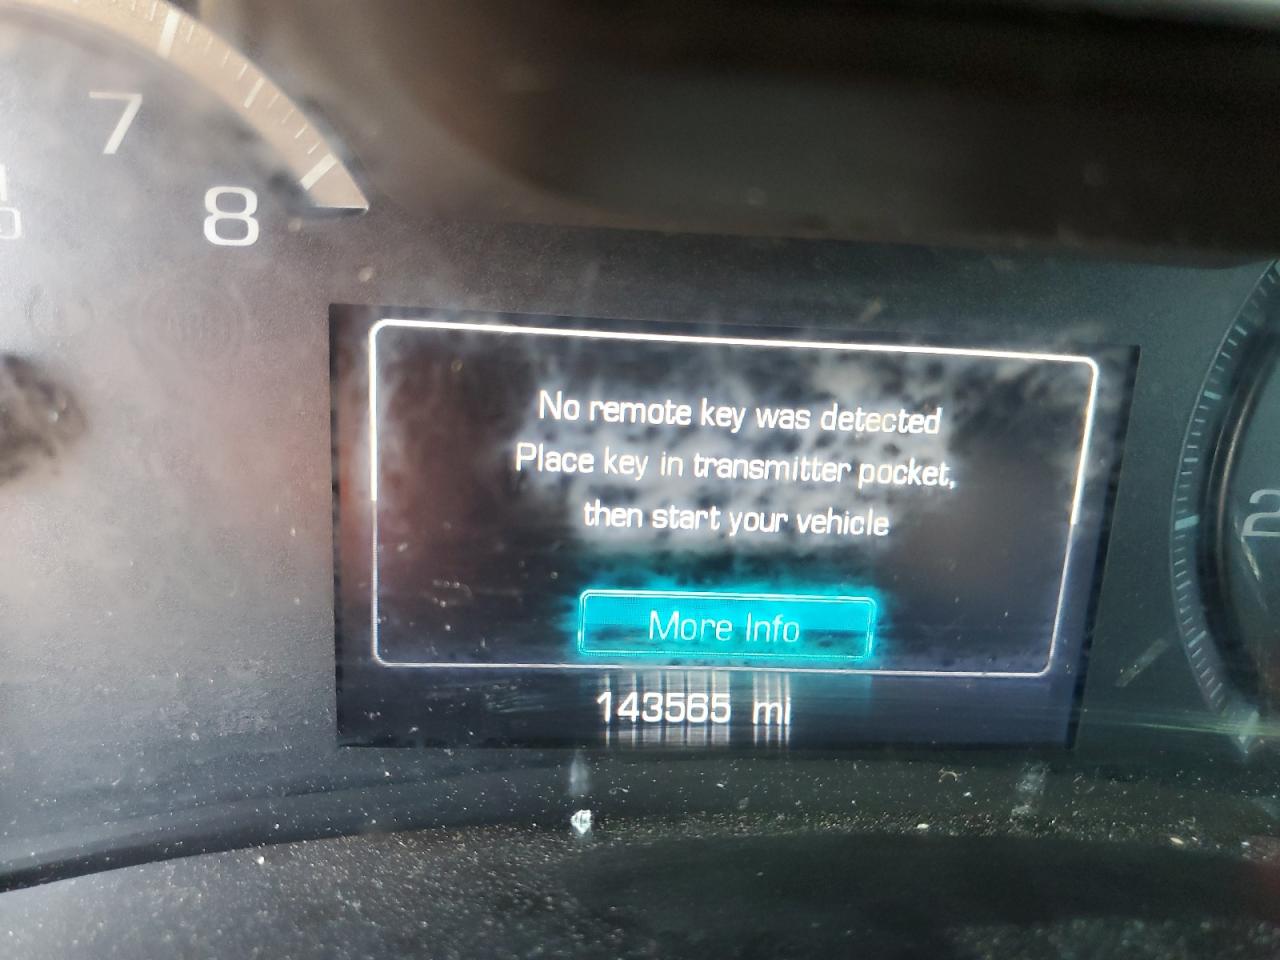 7
8
No remote key was detected
Place key in transmitter pocket,
then start your vehicle
More Info
143565 mi
2